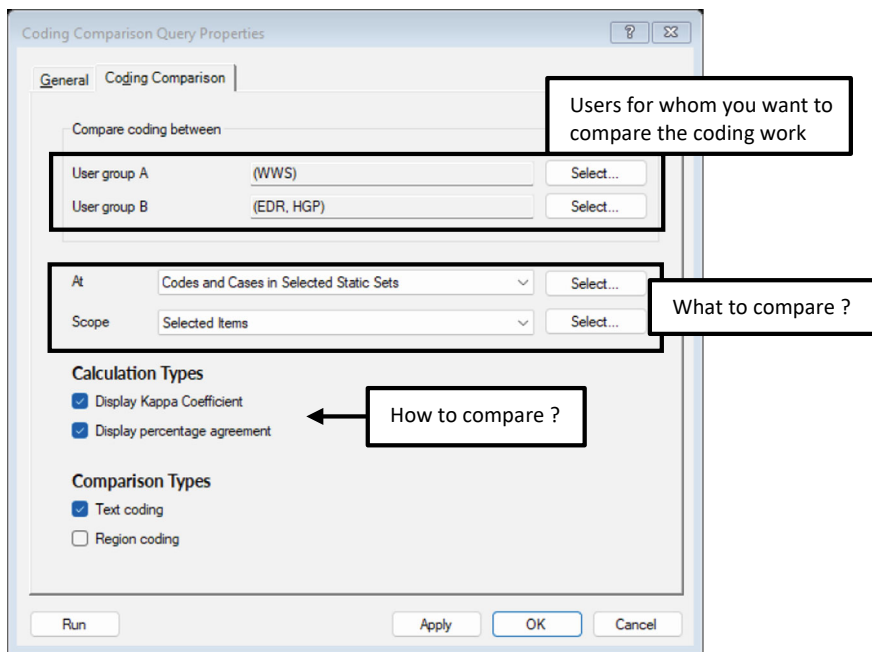 Coding Comparison Query Properties
General Coding Comparison
Users for whom you want to
compare the coding work
Compare coding between
User group A (WWS) Select...
User group B (EDR, HGP) Select...
At Codes and Cases in Selected Static Sets Select...
What to compare ?
Scope Selected Items Select...
Calculation Types
Display Kappa Coefficient
How to compare ?
Display percentage agreement
Comparison Types
Text coding
Region coding
Run Apply OK Cancel